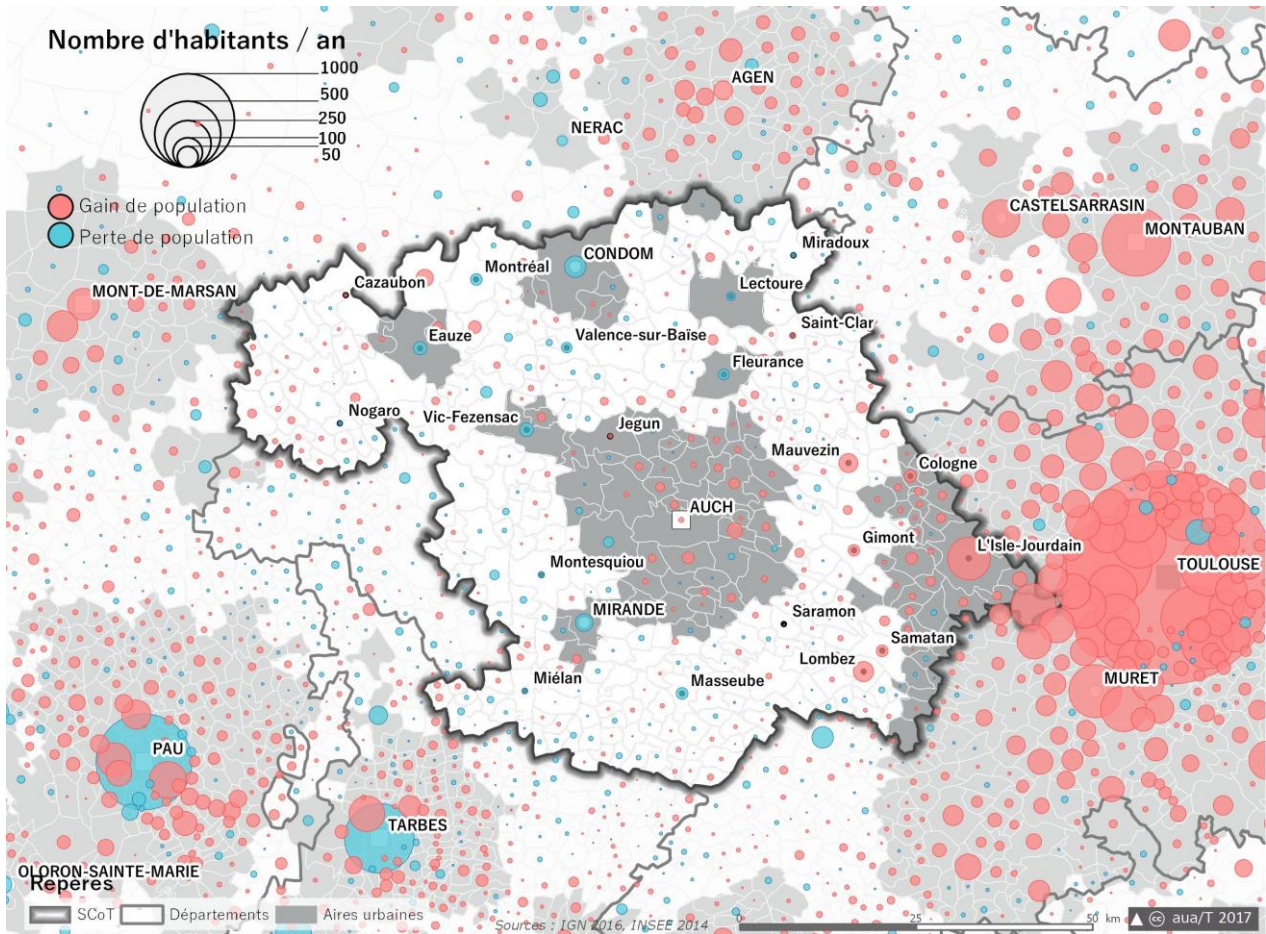 Nombre d'habitants / an
1000
500
250
100
50
Gain de population
Perte de population
AGEN
NERAC
CASTELSARRASIN
MONTAUBAN
MONT-DE-MARSAN
Cazaubon
Montréal
CONDOM
Miradoux
Lectoure
Eauze
Valence-sur-Baïse
Saint-Clar
Fleurance
Nogaro
Vic-Fezensac
Jegun
Mauvezin
Cologne
AUCH
Gimont
L'Isle-Jourdain
TOULOUSE
Montesquiou
MIRANDE
Saramon
Samatan
Lombez
Miélan
Masseube
MURET
PAU
TARBES
OLORON-SAINTE-MARIE
Repères
SCoT
Départements
Aires urbaines
Sources : IGN 2016, INSEE 2014
0 25 50 km
aua/T 2017